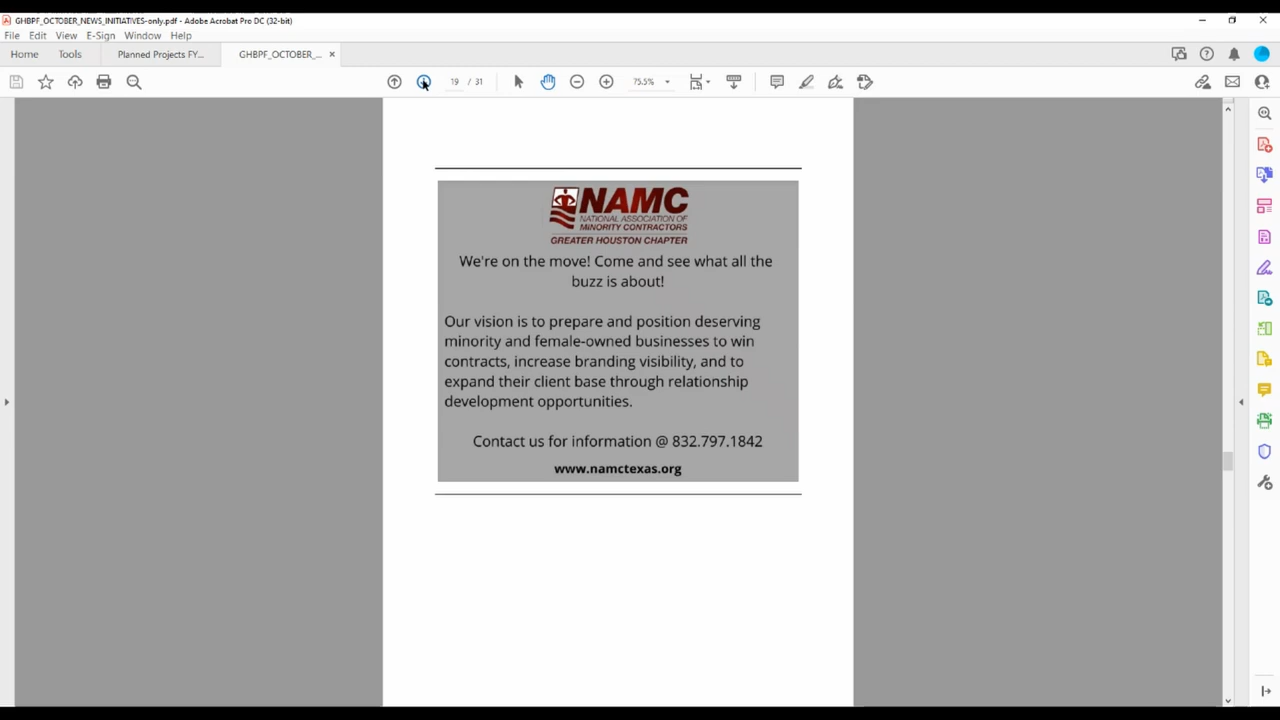 GHBPF_OCTOBER_NEWS_INITIATIVES-only.pdf - Adobe Acrobat Pro DC (32-bit)
File Edit View E-Sign Window Help
Home Tools Planned Projects FY... GHBPF_OCTOBER_... ×
19 / 31 75.5%
NAMC
NATIONAL ASSOCIATION OF
MINORITY CONTRACTORS
GREATER HOUSTON CHAPTER
We're on the move! Come and see what all the
buzz is about!
Our vision is to prepare and position deserving
minority and female-owned businesses to win
contracts, increase branding visibility, and to
expand their client base through relationship
development opportunities.
Contact us for information @ 832.797.1842
www.namctexas.org